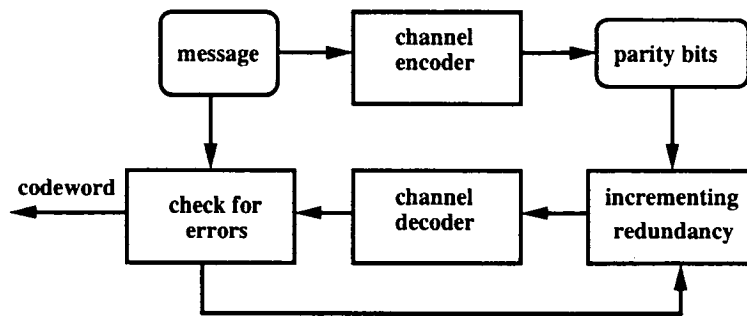 message
channel
encoder
parity bits
codeword
check for
errors
channel
decoder
incrementing
redundancy